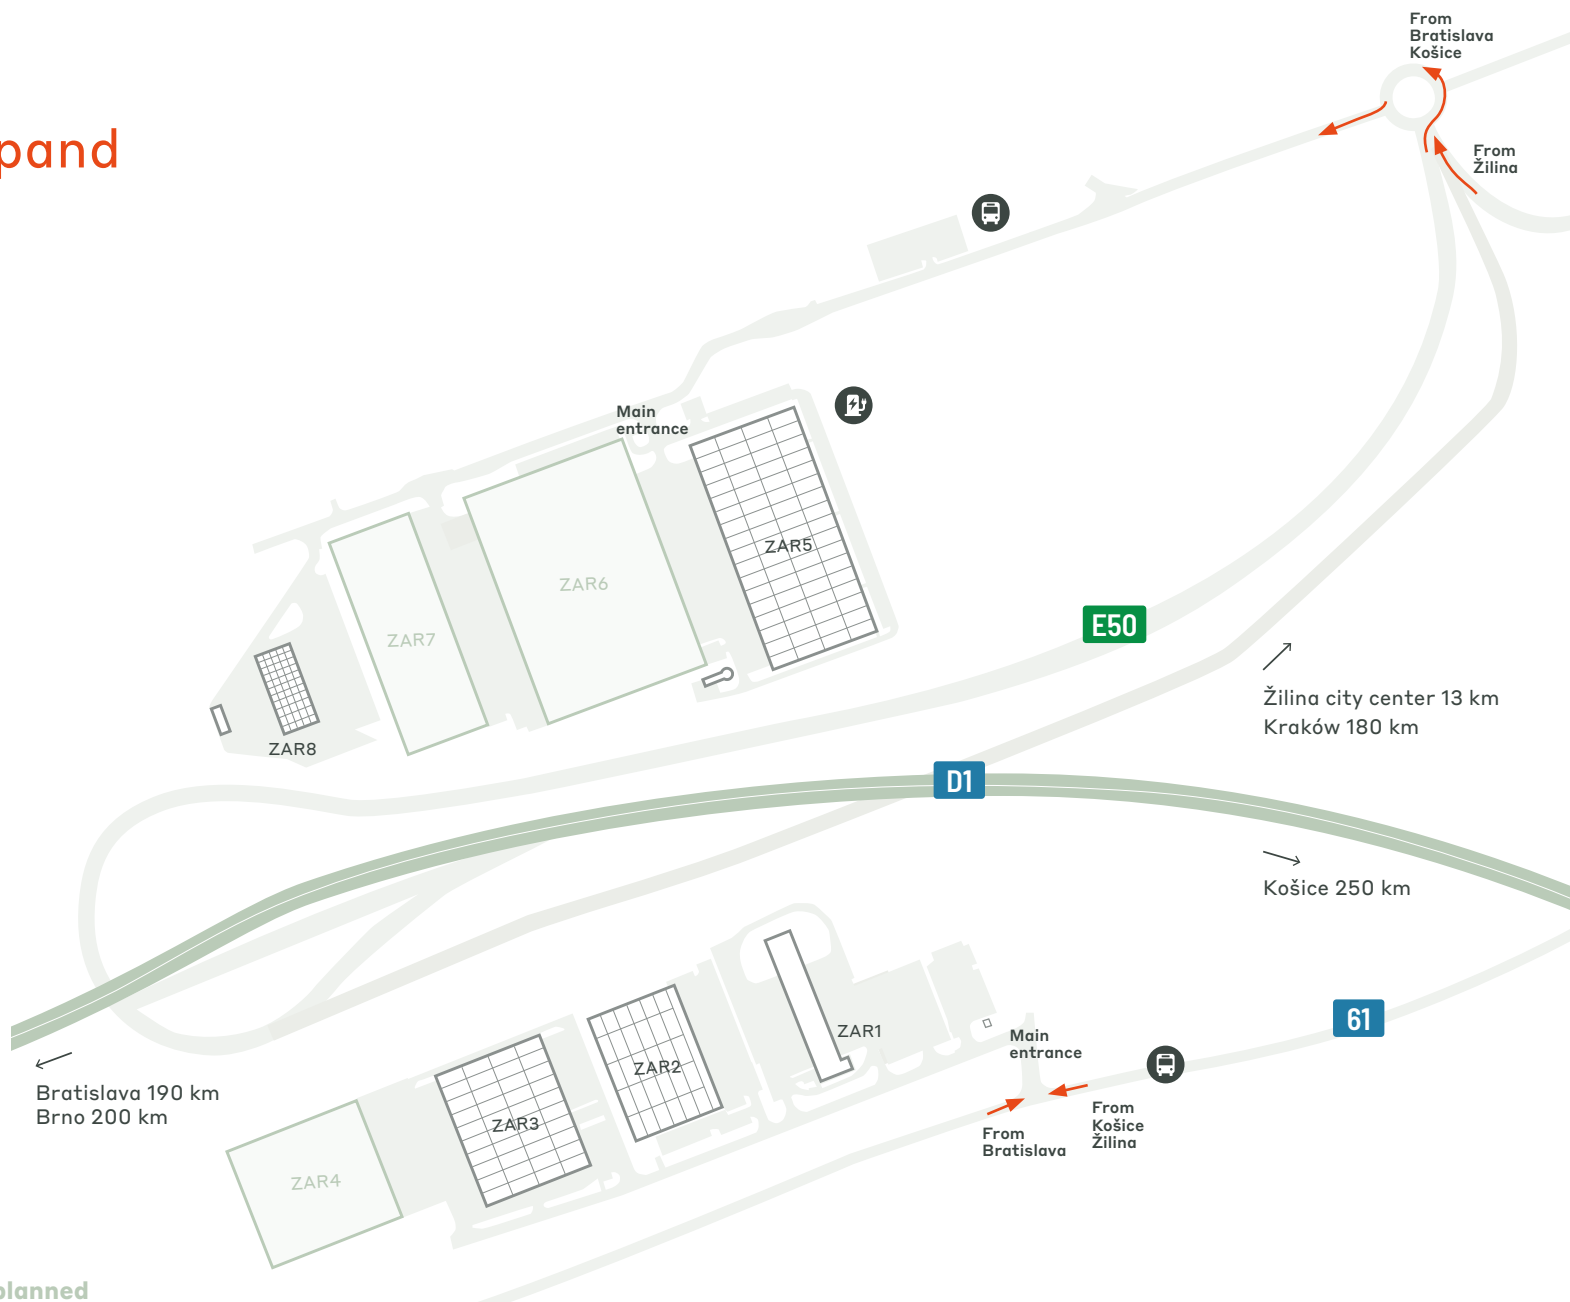 From
Bratislava
Košice
pand
From
Žilina
Main
entrance
ZAR5
ZAR6
ZAR7
E50
Žilina city center 13 km
Kraków 180 km
ZAR8
D1
Košice 250 km
61
ZAR1
Main
entrance
ZAR2
Bratislava 190 km
Brno 200 km
From
Košice
Žilina
ZAR3
From
Bratislava
ZAR4
planned